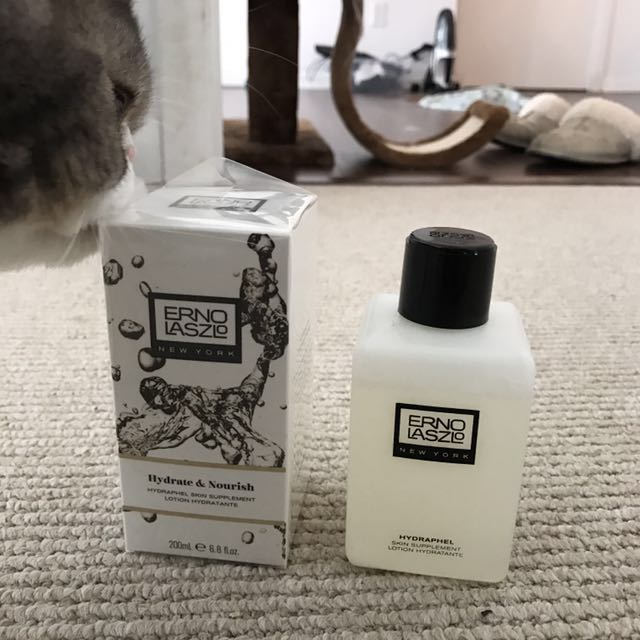 ERNO
LASZLO
NEW YORK
Hydrate & Nourish
HYDRAPHEL SKIN SUPPLEMENT
LOTION HYDRATANTE
200mL ℮ 6.8 fl.oz.
ERNO
LASZLO
NEW YORK
HYDRAPHEL
SKIN SUPPLEMENT
LOTION HYDRATANTE